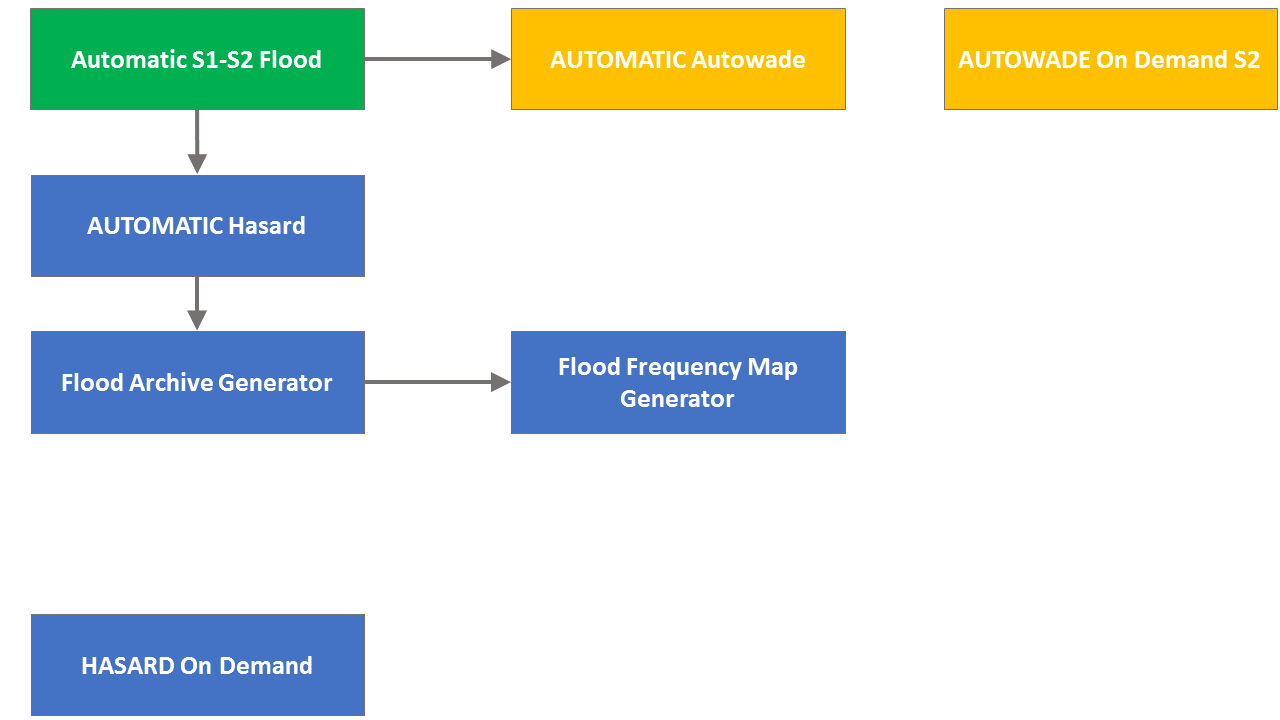 Automatic S1-S2 Flood
AUTOMATIC Autowade
AUTOWADE On Demand S2
AUTOMATIC Hasard
Flood Archive Generator
Flood Frequency Map
Generator
HASARD On Demand